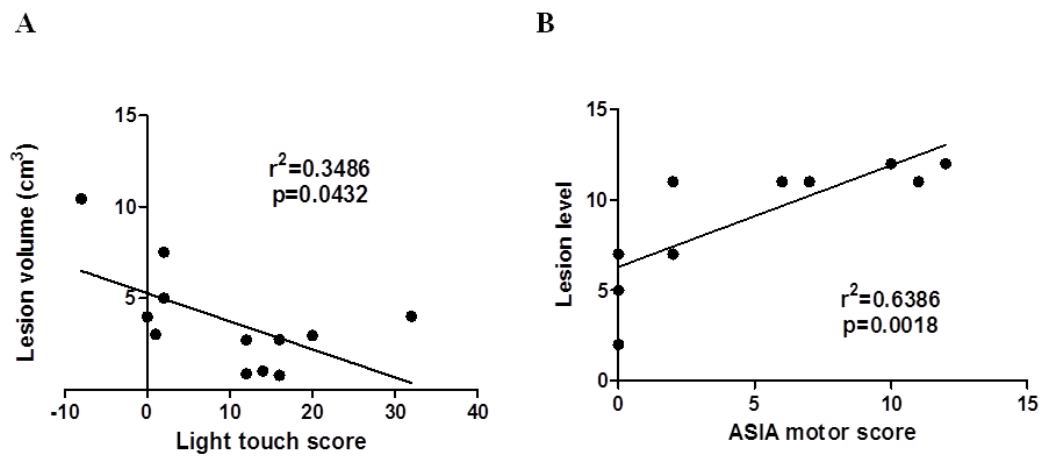 A
15
10
5
-10
0
10
20
30
40
Lesion volume (cm³)
Light touch score
r²=0.3486
p=0.0432
B
15
10
5
0
0
5
10
15
Lesion level
ASIA motor score
r²=0.6386
p=0.0018